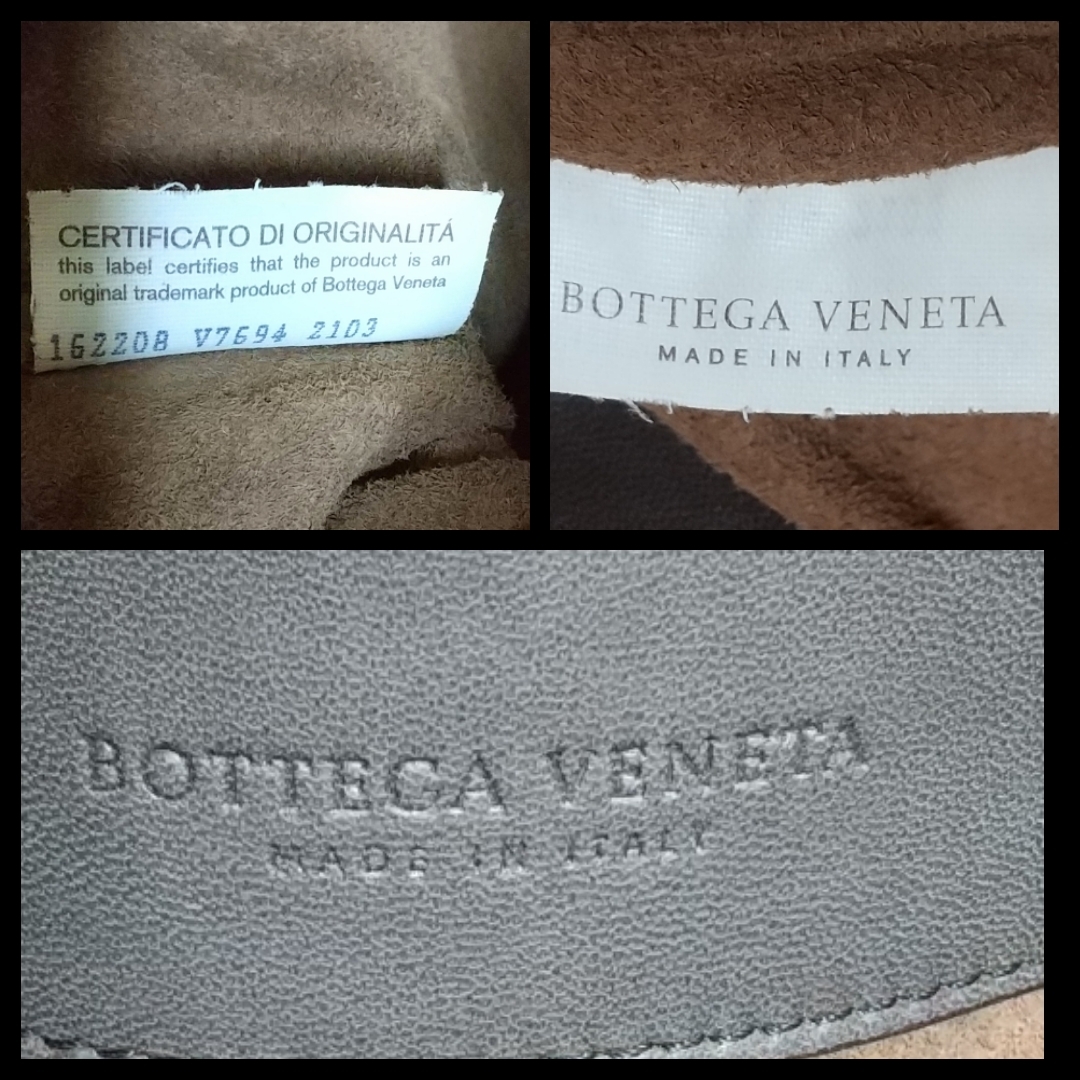 CERTIFICATO DI ORIGINALITÁ
this label certifies that the product is an
original trademark product of Bottega Veneta
162208 V7694 2103
BOTTEGA VENETA
MADE IN ITALY
BOTTEGA VENETA
MADE IN ITALY